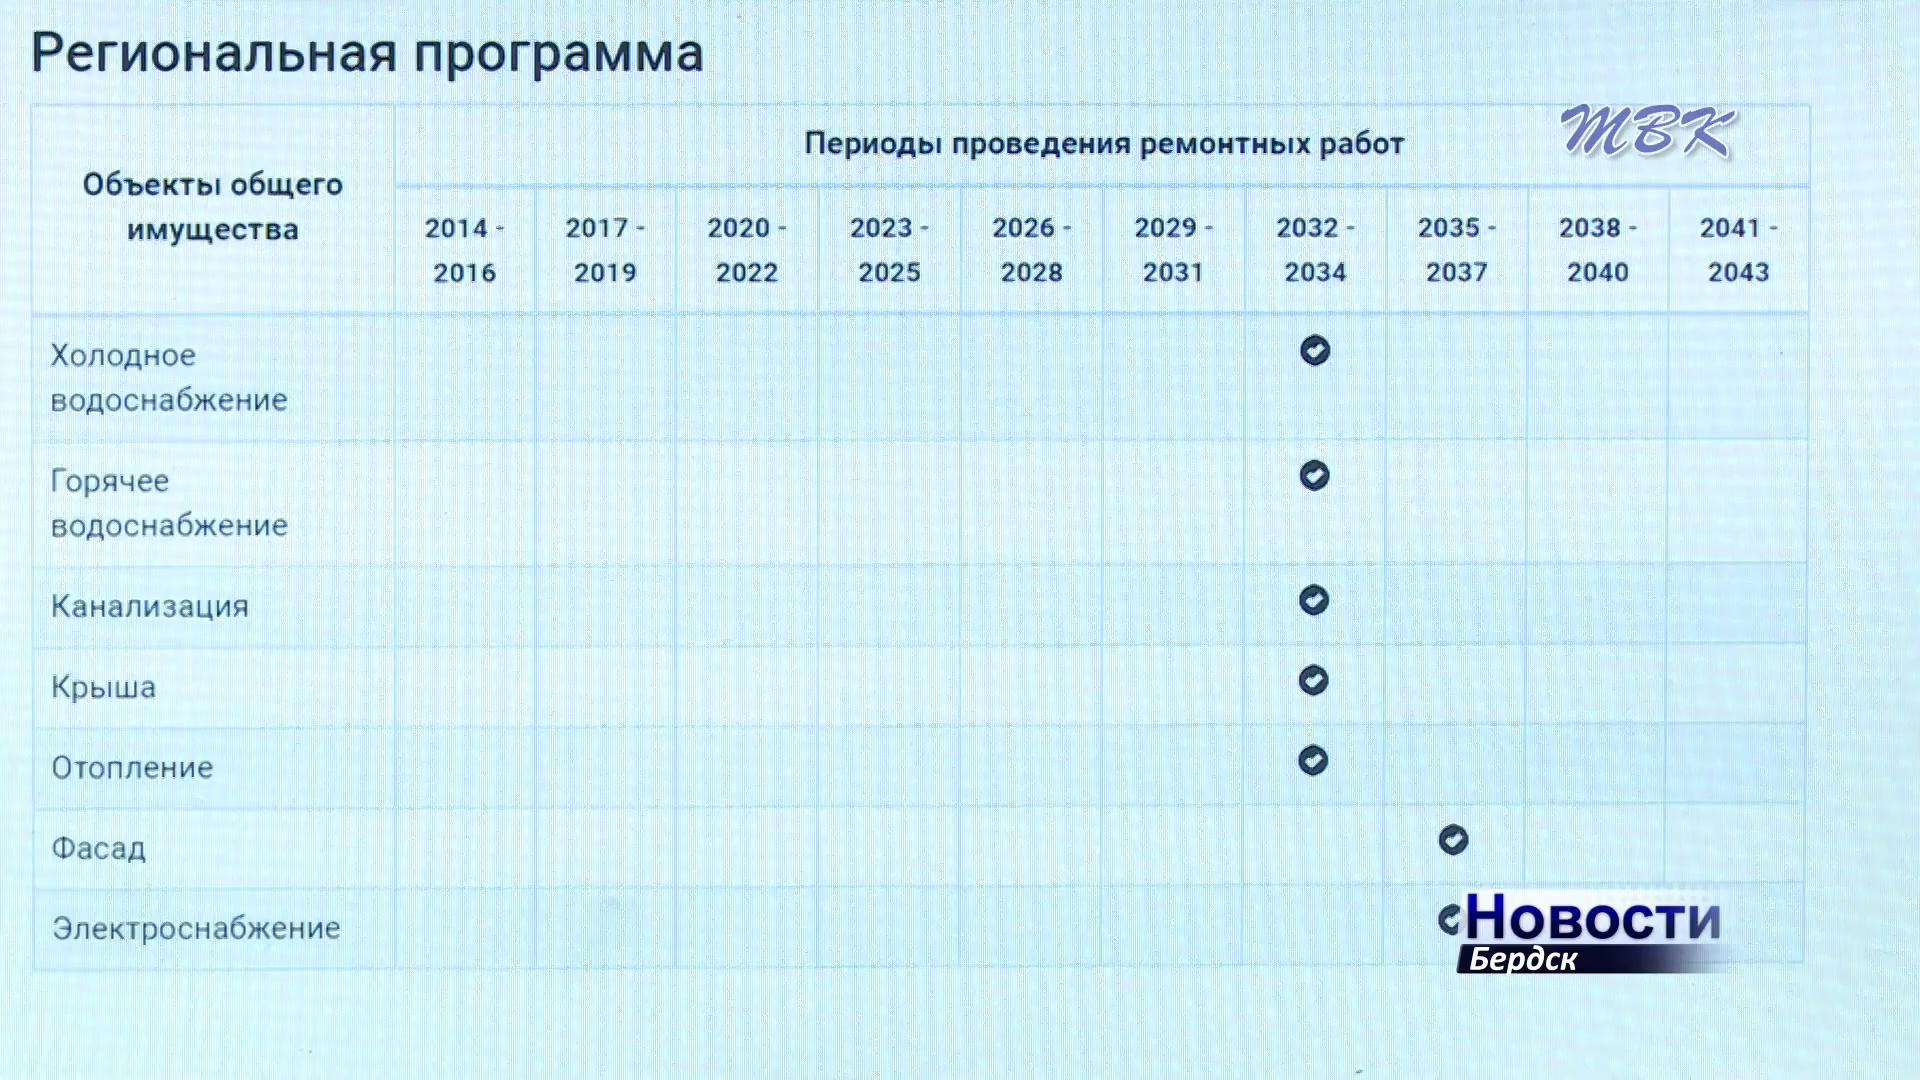 Региональная программа
ТВК
Периоды проведения ремонтных работ
Объекты общего
имущества
2014 - 2017 - 2020 - 2023 - 2026 - 2029 - 2032 - 2035 - 2038 - 2041 -
2016 2019 2022 2025 2028 2031 2034 2037 2040 2043
Холодное
водоснабжение
Горячее
водоснабжение
Канализация
Крыша
Отопление
Фасад
Электроснабжение
Новости
Бердск